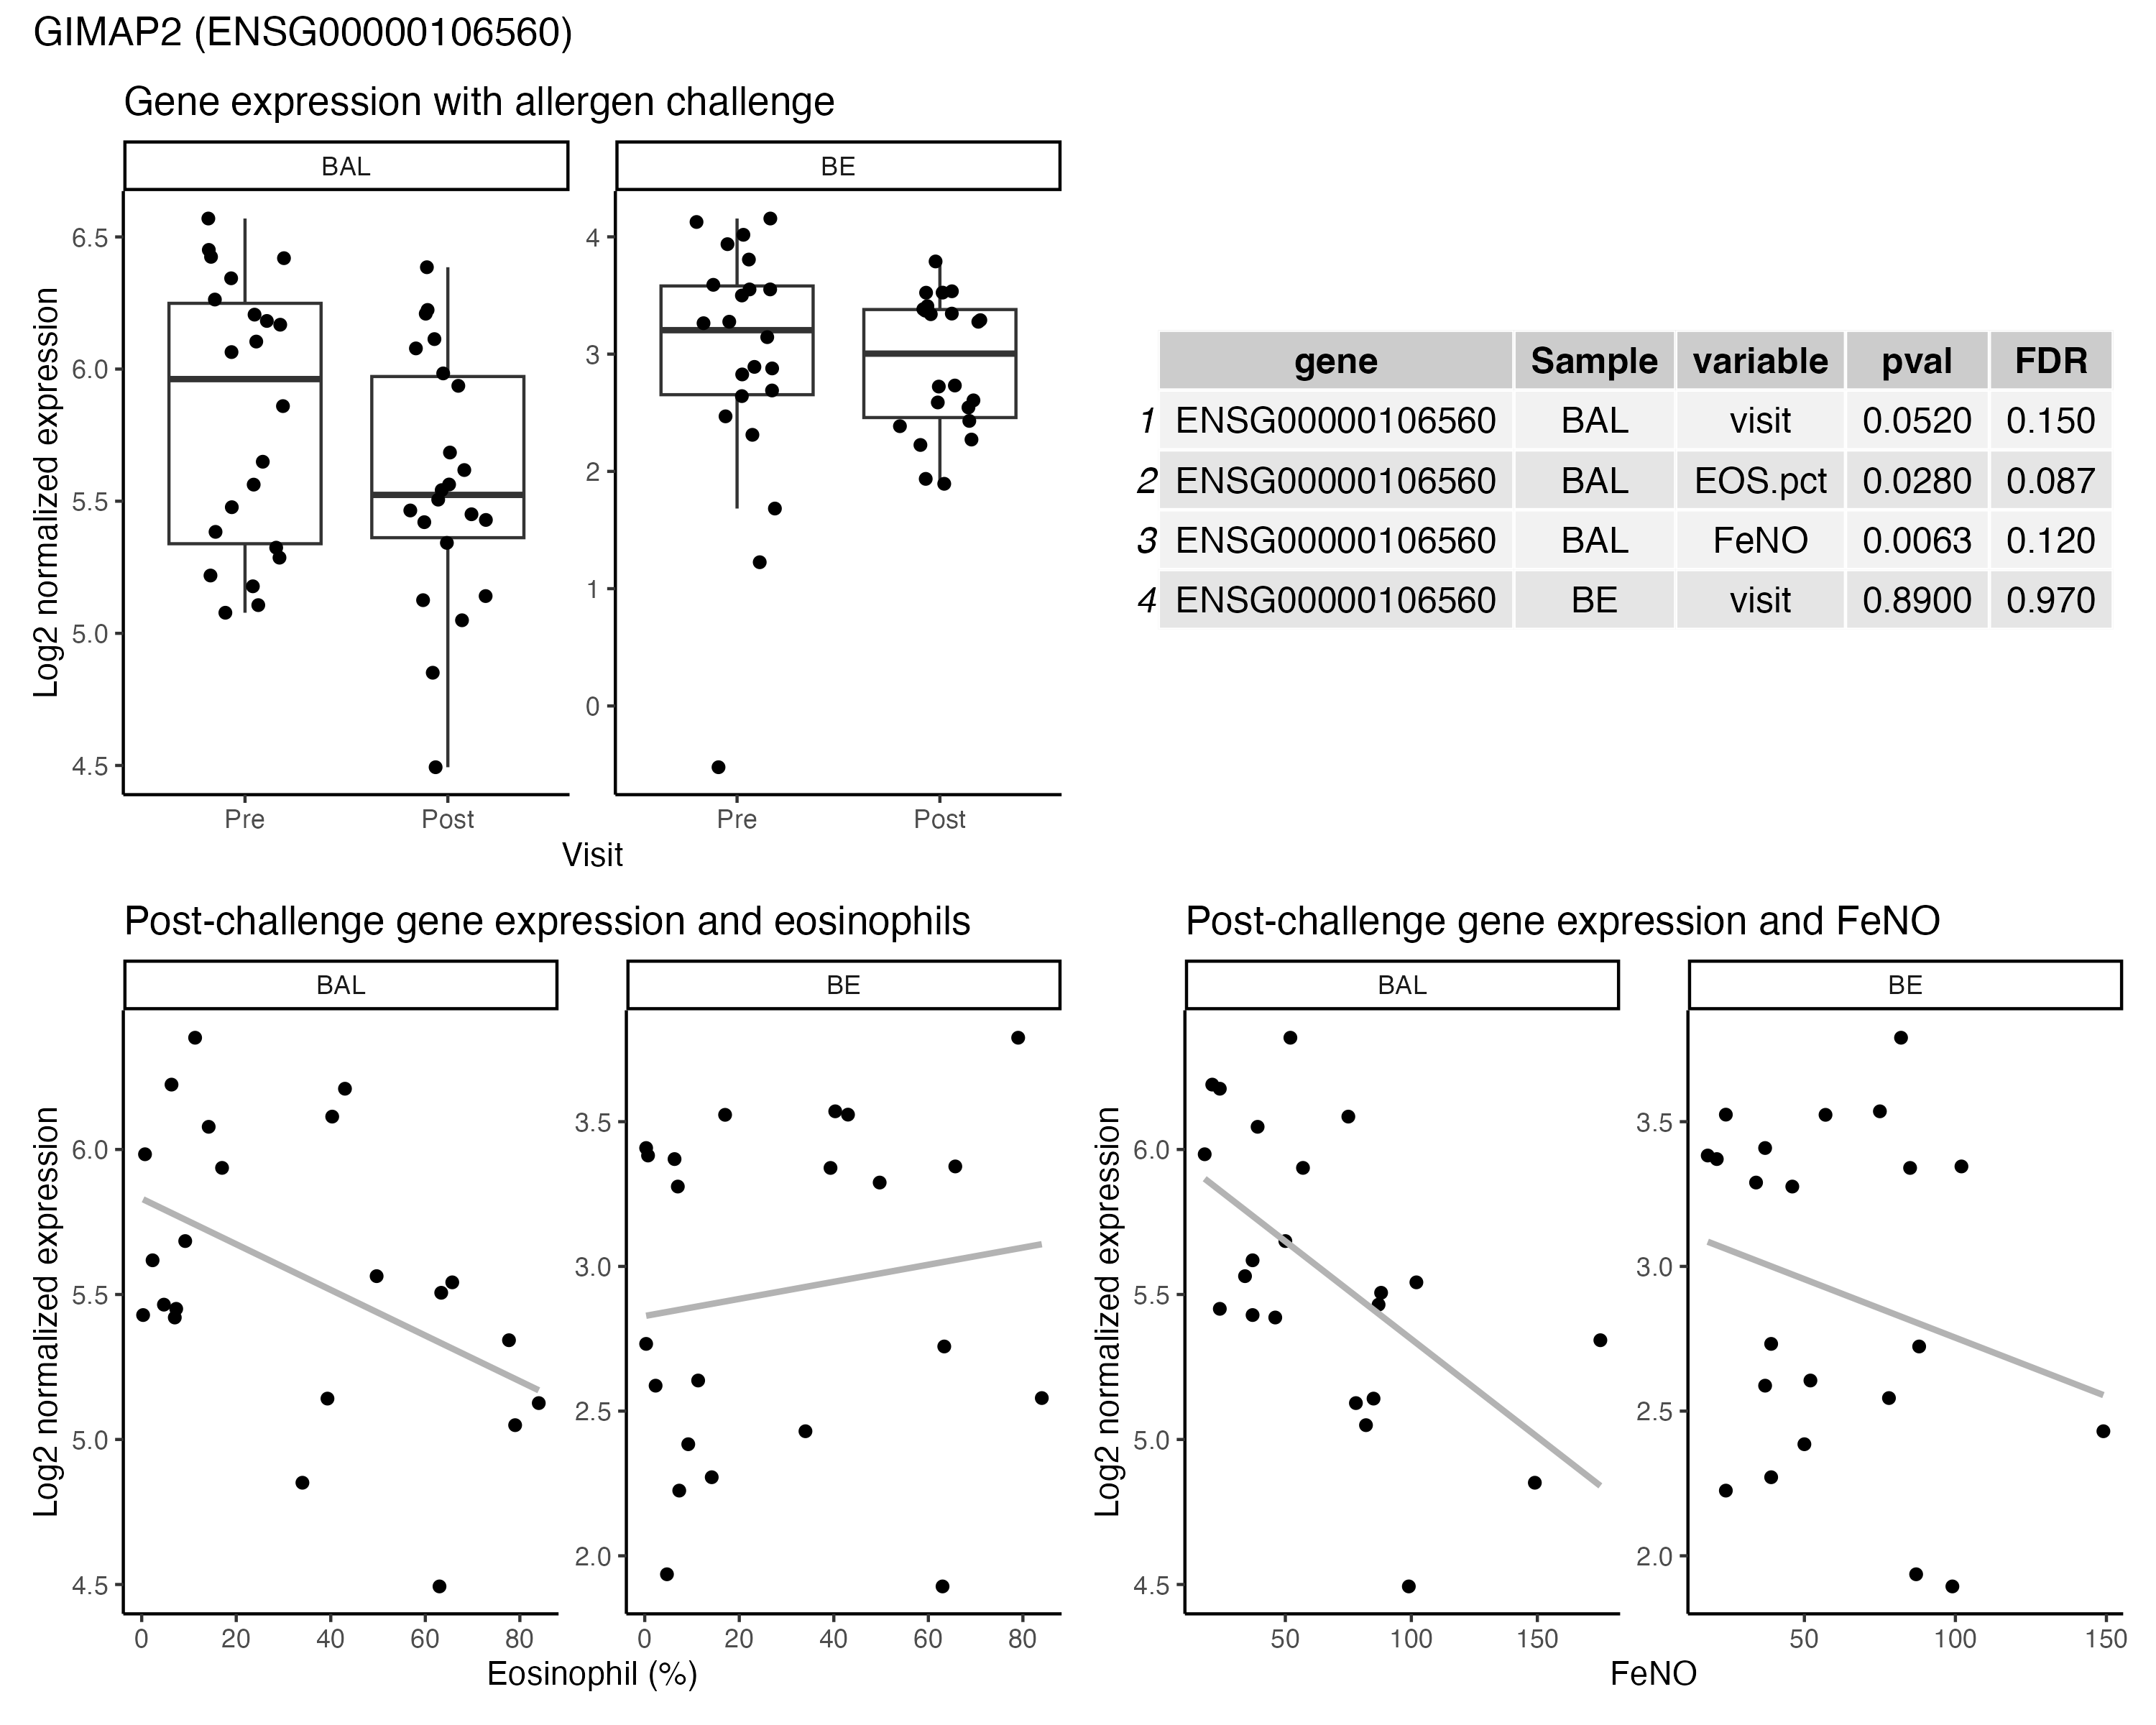 GIMAP2 (ENSG00000106560)
Gene expression with allergen challenge
BAL
BE
Log2 normalized expression
6.5
6.0
5.5
5.0
4.5
4
3
2
1
0
Pre
Post
Pre
Post
Visit
gene Sample variable pval FDR
1 ENSG00000106560 BAL visit 0.0520 0.150
2 ENSG00000106560 BAL EOS.pct 0.0280 0.087
3 ENSG00000106560 BAL FeNO 0.0063 0.120
4 ENSG00000106560 BE visit 0.8900 0.970
Post-challenge gene expression and eosinophils
BAL
BE
Log2 normalized expression
6.0
5.5
5.0
4.5
3.5
3.0
2.5
2.0
0 20 40 60 80
0 20 40 60 80
Eosinophil (%)
Post-challenge gene expression and FeNO
BAL
BE
Log2 normalized expression
6.0
5.5
5.0
4.5
3.5
3.0
2.5
2.0
50 100 150
50 100 150
FeNO